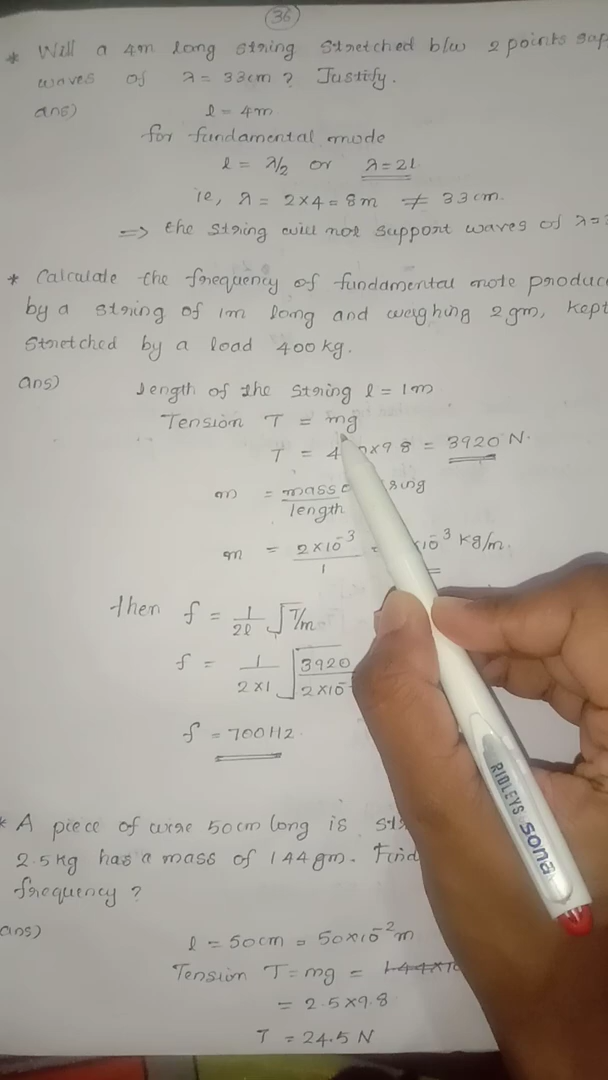 36
* Will a 4m long string stretched b/w 2 points
waves of λ = 33cm? Justify.
ans)
l = 4m
for fundamental mode
l = λ/2 or λ = 2l
ie, λ = 2×4 = 8m ≠ 33cm.
=> the string will not support waves of λ=
* Calculate the frequency of fundamental note
by a string of 1m long and weighing 2gm, kept
stretched by a load 400kg.
ans) length of the string l = 1m
Tension T = mg
T = 4 ×9 8 = 3920 N.
m = mass
length
m = 2×10⁻³ = ×10⁻³ kg/m.
1
Then f = 1/2l √T/m
f = 1/2×1 √3920/2×10⁻
f = 700Hz
* A piece of wire 50cm long is
2.5kg has a mass of 144gm. Find
frequency?
ans)
l = 50cm = 50×10⁻² m
Tension T = mg =
= 2.5×9.8
T = 24.5 N
RIDLEYS sona